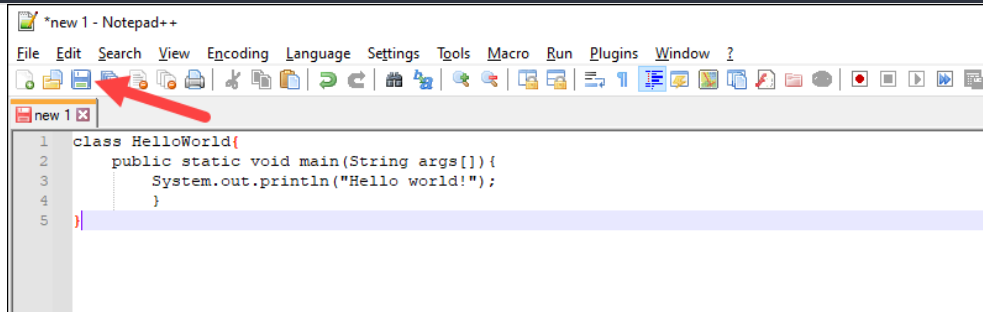 *new 1 - Notepad++
File Edit Search View Encoding Language Settings Tools Macro Run Plugins Window ?
new 1
1 class HelloWorld{
2     public static void main(String args[]){
3         System.out.println("Hello world!");
4         }
5 }